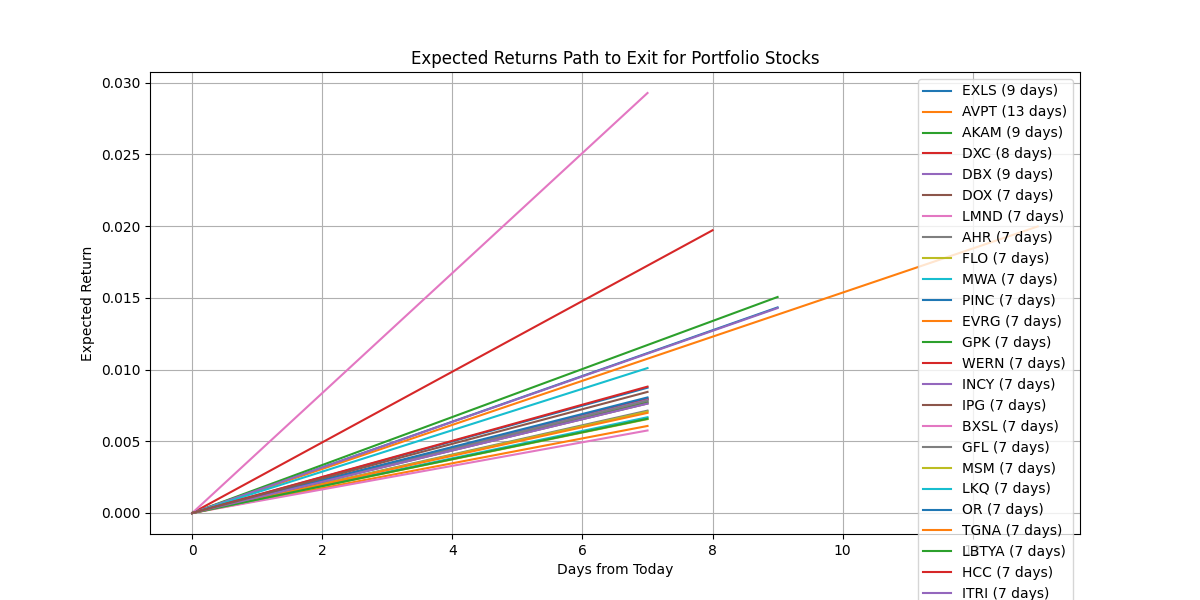 Expected Returns Path to Exit for Portfolio Stocks
Expected Return
0.030
0.025
0.020
0.015
0.010
0.005
0.000
0
2
4
6
8
10
Days from Today
EXLS (9 days)
AVPT (13 days)
AKAM (9 days)
DXC (8 days)
DBX (9 days)
DOX (7 days)
LMND (7 days)
AHR (7 days)
FLO (7 days)
MWA (7 days)
PINC (7 days)
EVRG (7 days)
GPK (7 days)
WERN (7 days)
INCY (7 days)
IPG (7 days)
BXSL (7 days)
GFL (7 days)
MSM (7 days)
LKQ (7 days)
OR (7 days)
TGNA (7 days)
LBTYA (7 days)
HCC (7 days)
ITRI (7 days)